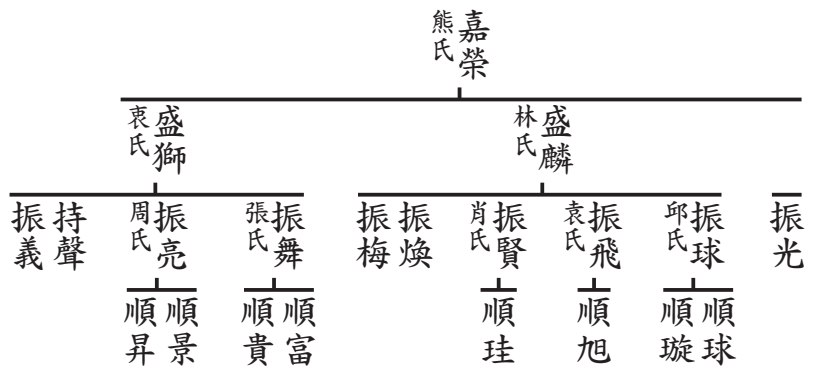 嘉榮
熊氏
盛麟
林氏
盛獅
衷氏
振光
振球
邱氏
振飛
袁氏
振賢
肖氏
振煥
振梅
振舞
張氏
振亮
周氏
持聲
振義
順球
順璇
順旭
順珪
順富
順貴
順景
順昇